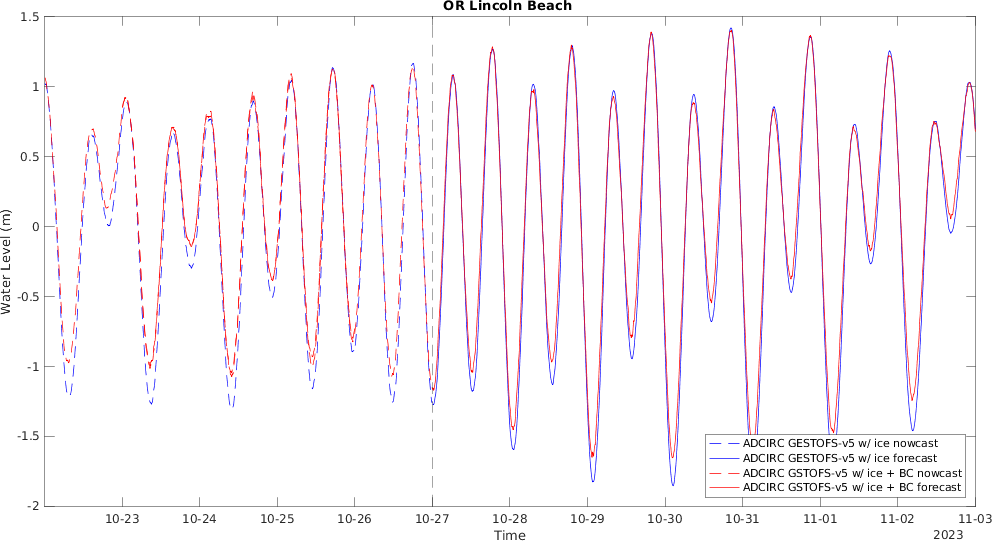 OR Lincoln Beach
Water Level (m)
1.5
1
0.5
0
-0.5
-1
-1.5
-2
ADCIRC GESTOFS-v5 w/ ice nowcast
ADCIRC GESTOFS-v5 w/ ice forecast
ADCIRC GSTOFS-v5 w/ ice + BC nowcast
ADCIRC GSTOFS-v5 w/ ice + BC forecast
10-23 10-24 10-25 10-26 10-27 10-28 10-29 10-30 10-31 11-01 11-02 11-03
Time
2023